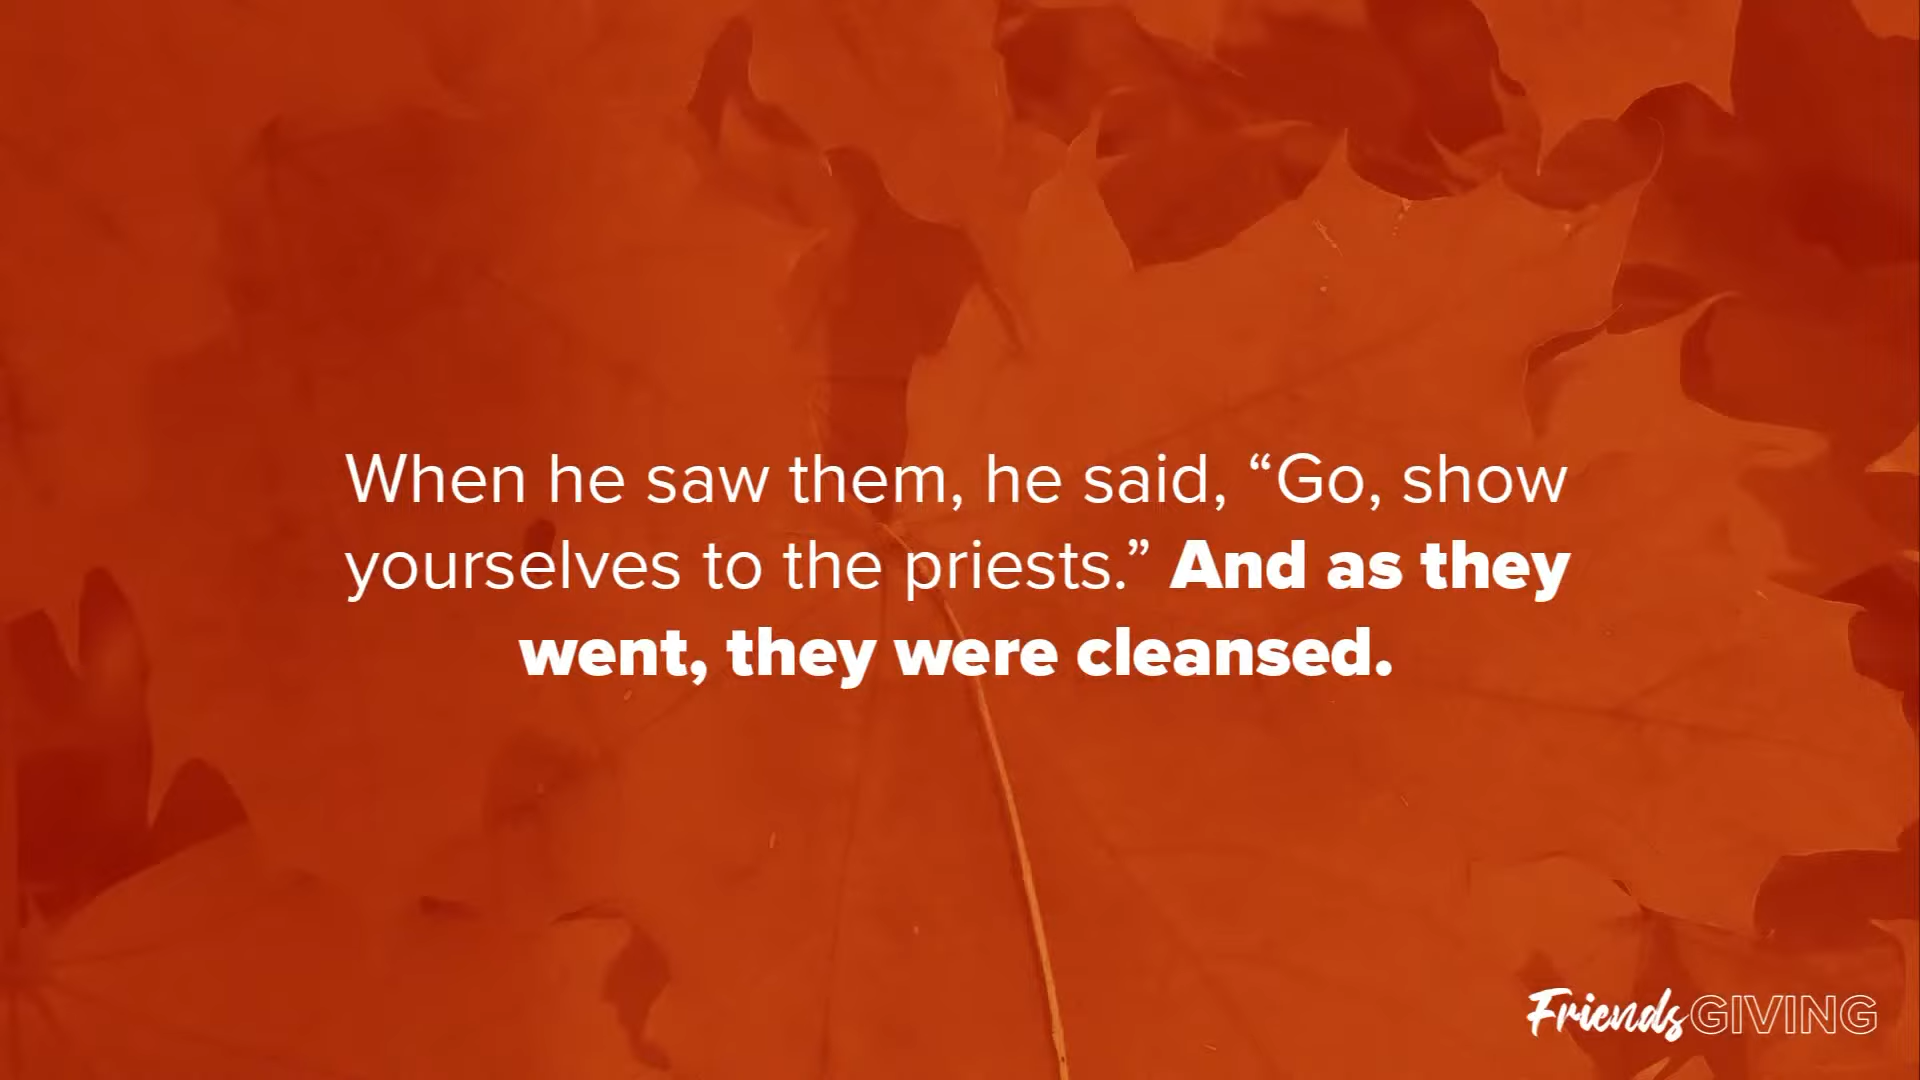 When he saw them, he said, “Go, show
yourselves to the priests.” And as they
went, they were cleansed.
FriendsGIVING